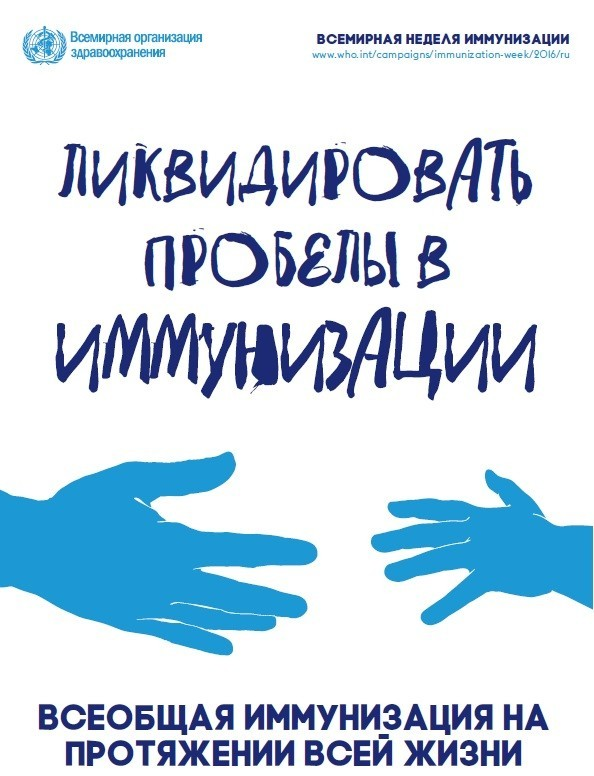 Всемирная организация
здравоохранения
ВСЕМИРНАЯ НЕДЕЛЯ ИММУНИЗАЦИИ
www.who.int/campaigns/immunization-week/2016/ru
ЛИКВИДИРОВАТЬ
ПРОБЕЛЫ В
ИММУНИЗАЦИИ
ВСЕОБЩАЯ ИММУНИЗАЦИЯ НА
ПРОТЯЖЕНИИ ВСЕЙ ЖИЗНИ